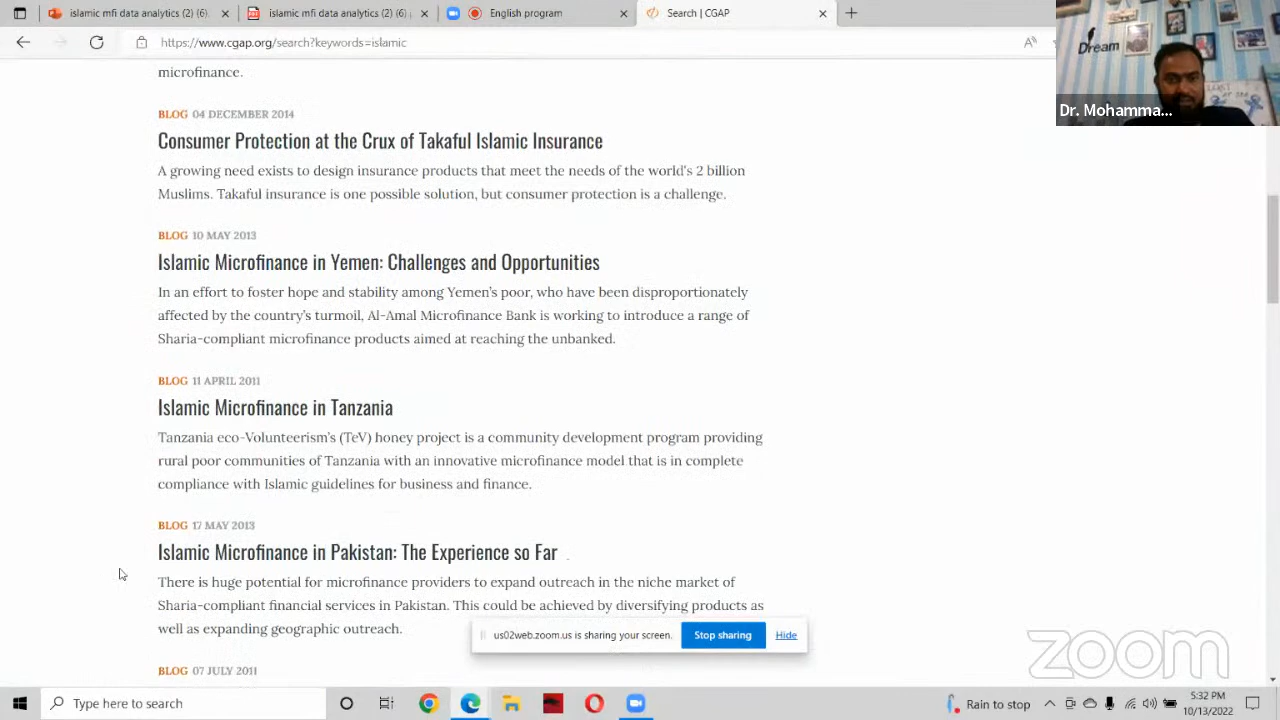 islamic mfi data analytics (2) (6)
islamic mfi data analytics (2) (
Meet
Search | CGAP
https://www.cgap.org/search?keywords=islamic
Dream
Dr. Mohamma...
microfinance.
BLOG 04 DECEMBER 2014
Consumer Protection at the Crux of Takaful Islamic Insurance
A growing need exists to design insurance products that meet the needs of the world's 2 billion
Muslims. Takaful insurance is one possible solution, but consumer protection is a challenge.
BLOG 10 MAY 2013
Islamic Microfinance in Yemen: Challenges and Opportunities
In an effort to foster hope and stability among Yemen's poor, who have been disproportionately
affected by the country's turmoil, Al-Amal Microfinance Bank is working to introduce a range of
Sharia-compliant microfinance products aimed at reaching the unbanked.
BLOG 11 APRIL 2011
Islamic Microfinance in Tanzania
Tanzania eco-Volunteerism's (TeV) honey project is a community development program providing
rural poor communities of Tanzania with an innovative microfinance model that is in complete
compliance with Islamic guidelines for business and finance.
BLOG 17 MAY 2013
Islamic Microfinance in Pakistan: The Experience so Far
There is huge potential for microfinance providers to expand outreach in the niche market of
Sharia-compliant financial services in Pakistan. This could be achieved by diversifying products as
well as expanding geographic outreach.
us02web.zoom.us is sharing your screen.
Stop sharing
Hide
BLOG 07 JULY 2011
zoom
Type here to search
Rain to stop
5:32 PM
10/13/2022